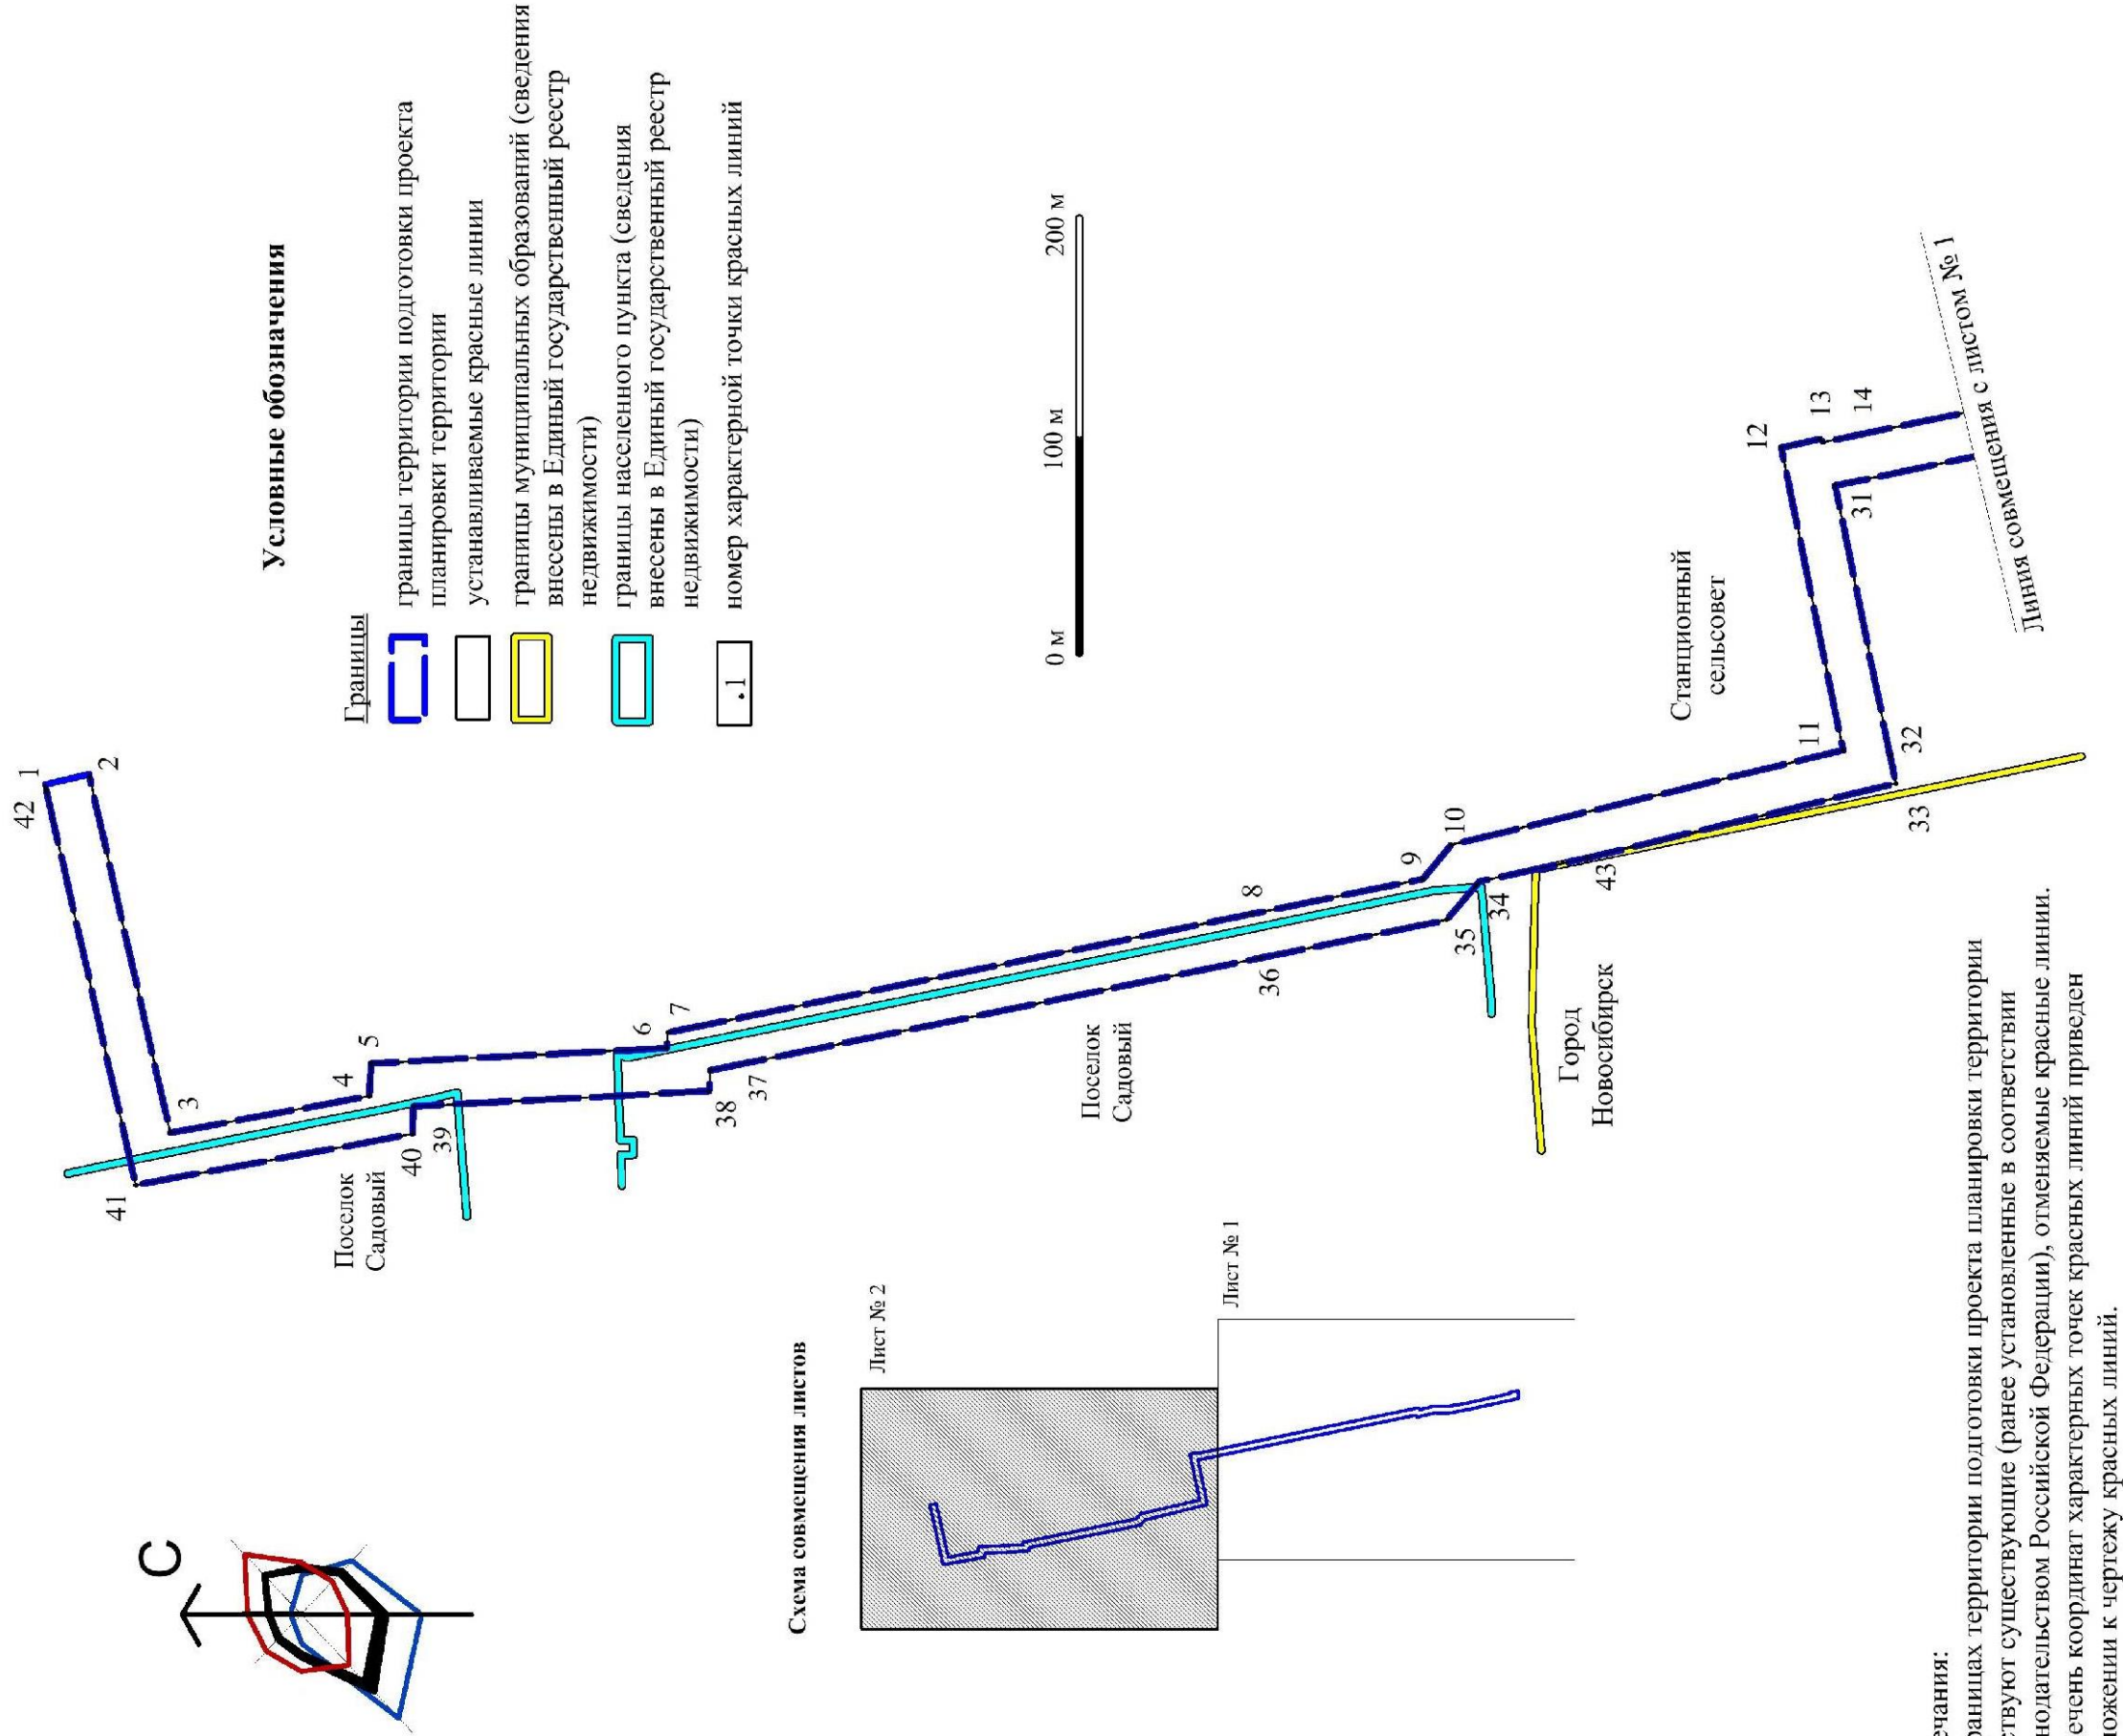 С
Условные обозначения
Границы
границы территории подготовки проекта
планировки территории
устанавливаемые красные линии
границы муниципальных образований (сведения
внесены в Единый государственный реестр
недвижимости)
границы населенного пункта (сведения
внесены в Единый государственный реестр
недвижимости)
.1
номер характерной точки красных линий
0 м 100 м 200 м
42
1
2
41
3
4
5
40
39
6
7
38
37
8
36
9
10
35
34
43
11
12
13
14
31
32
33
Поселок
Садовый
Поселок
Садовый
Город
Новосибирск
Станционный
сельсовет
Линия совмещения с листом № 1
Схема совмещения листов
Лист № 2
Лист № 1
ечания:
раницах территории подготовки проекта планировки территории
ствуют существующие (ранее установленные в соответствии
нодательством Российской Федерации), отменяемые красные линии.
ечень координат характерных точек красных линий приведен
ожении к чертежу красных линий.